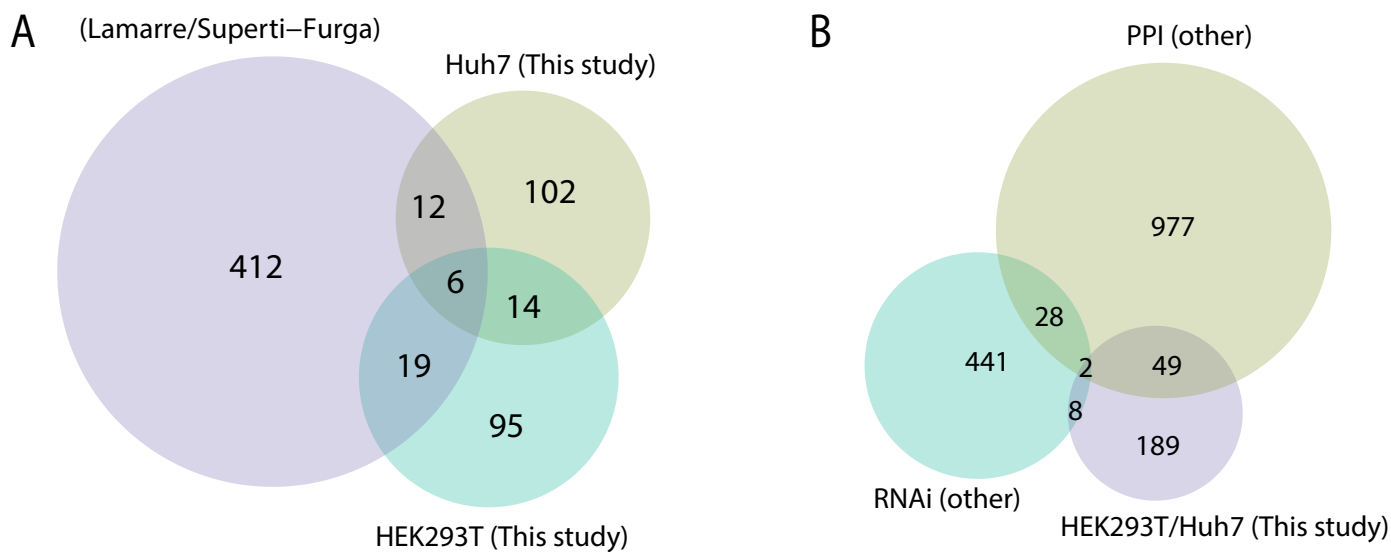 A
(Lamarre/Superti−Furga)
Huh7 (This study)
12
102
412
6
14
19
95
HEK293T (This study)
B
PPI (other)
977
28
441
2
49
8
189
RNAi (other)
HEK293T/Huh7 (This study)